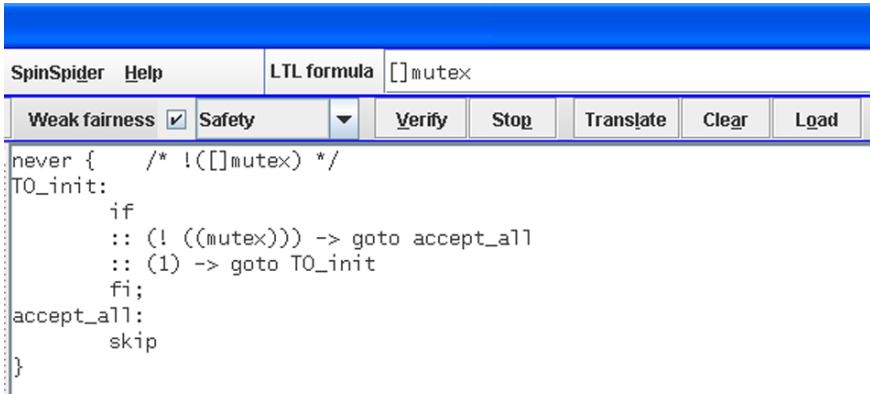 SpinSpider Help LTL formula []mutex
Weak fairness Safety Verify Stop Translate Clear Load
never {    /* !([]mutex) */
T0_init:
        if
        :: (! ((mutex))) -> goto accept_all
        :: (1) -> goto T0_init
        fi;
accept_all:
        skip
}